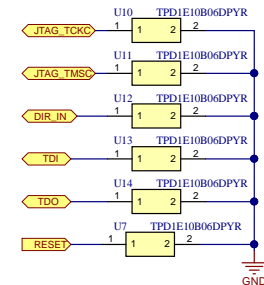 U10 TPD1E10B06DPYR
JTAG_TCKC 1 1 2 2
U11 TPD1E10B06DPYR
JTAG_TMSC 1 1 2 2
U12 TPD1E10B06DPYR
DIR_IN 1 1 2 2
U13 TPD1E10B06DPYR
TDI 1 1 2 2
U14 TPD1E10B06DPYR
TDO 1 1 2 2
U7 TPD1E10B06DPYR
RESET 1 1 2 2
GND